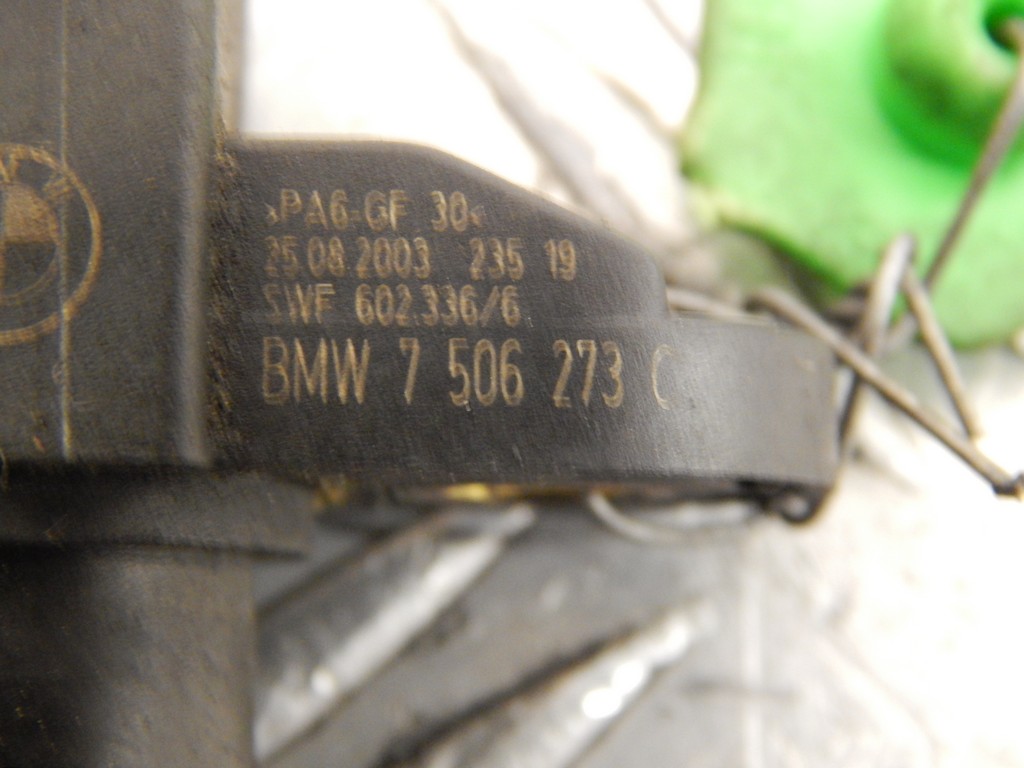 >PA6-GF 30<
25.08.2003 235 19
SWF 602.336/6
BMW 7 506 273 C